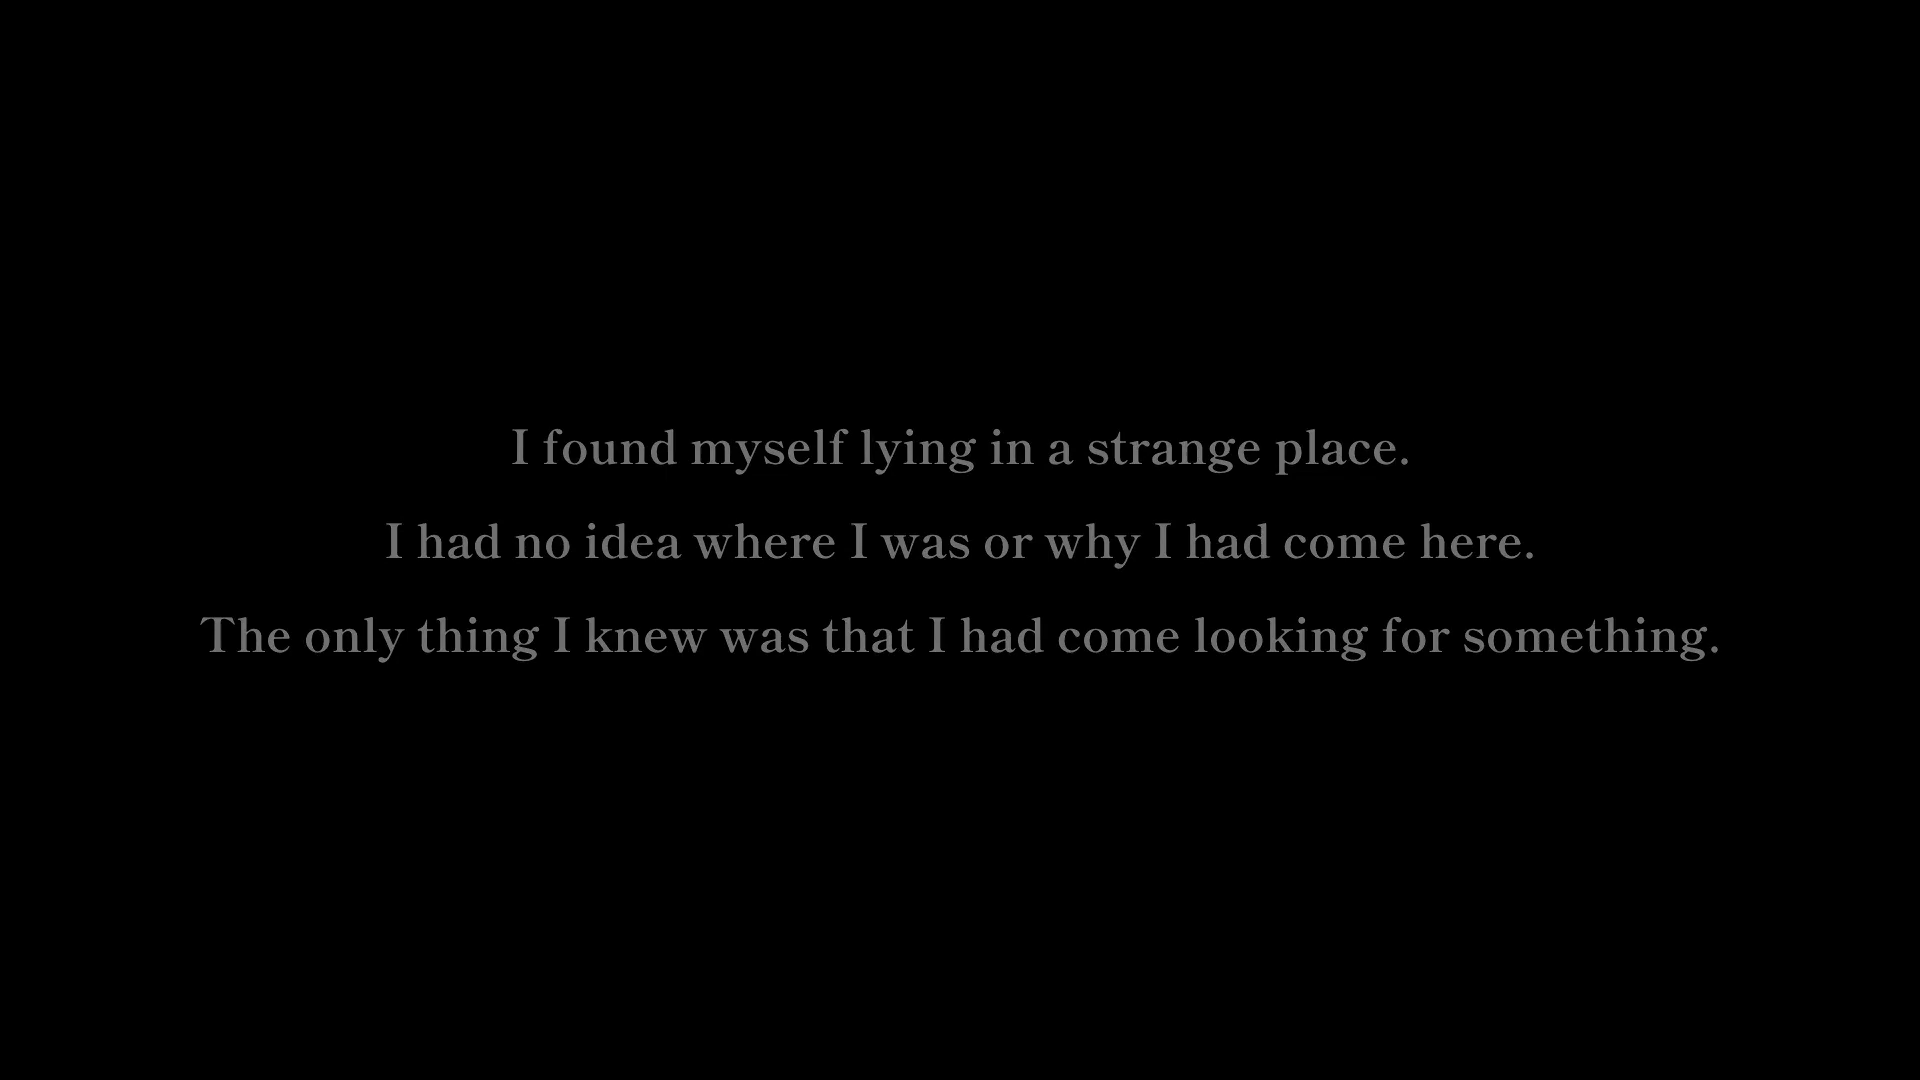 I found myself lying in a strange place.
I had no idea where I was or why I had come here.
The only thing I knew was that I had come looking for something.